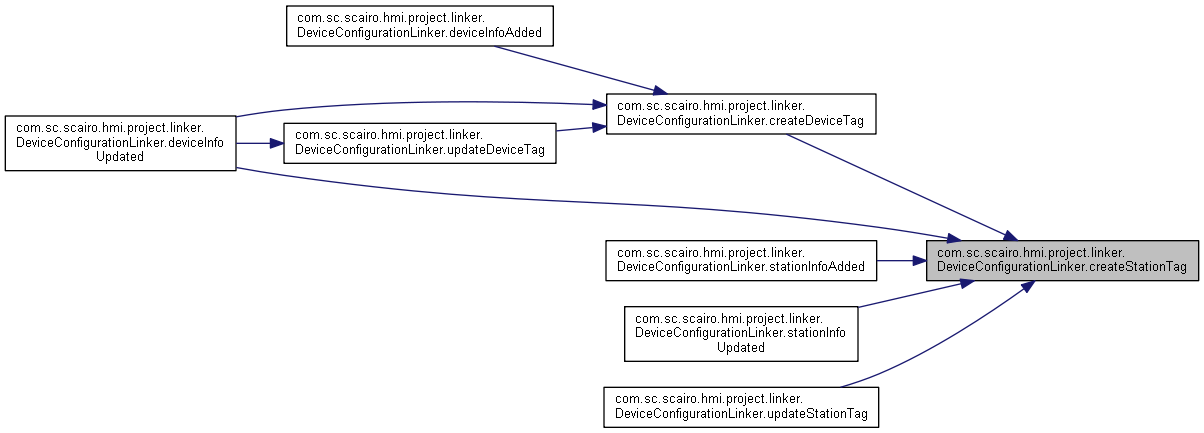 com.sc.scairo.hmi.project.linker.
DeviceConfigurationLinker.deviceInfoAdded
com.sc.scairo.hmi.project.linker.
DeviceConfigurationLinker.createDeviceTag
com.sc.scairo.hmi.project.linker.
DeviceConfigurationLinker.deviceInfo
Updated
com.sc.scairo.hmi.project.linker.
DeviceConfigurationLinker.updateDeviceTag
com.sc.scairo.hmi.project.linker.
DeviceConfigurationLinker.stationInfoAdded
com.sc.scairo.hmi.project.linker.
DeviceConfigurationLinker.createStationTag
com.sc.scairo.hmi.project.linker.
DeviceConfigurationLinker.stationInfo
Updated
com.sc.scairo.hmi.project.linker.
DeviceConfigurationLinker.updateStationTag